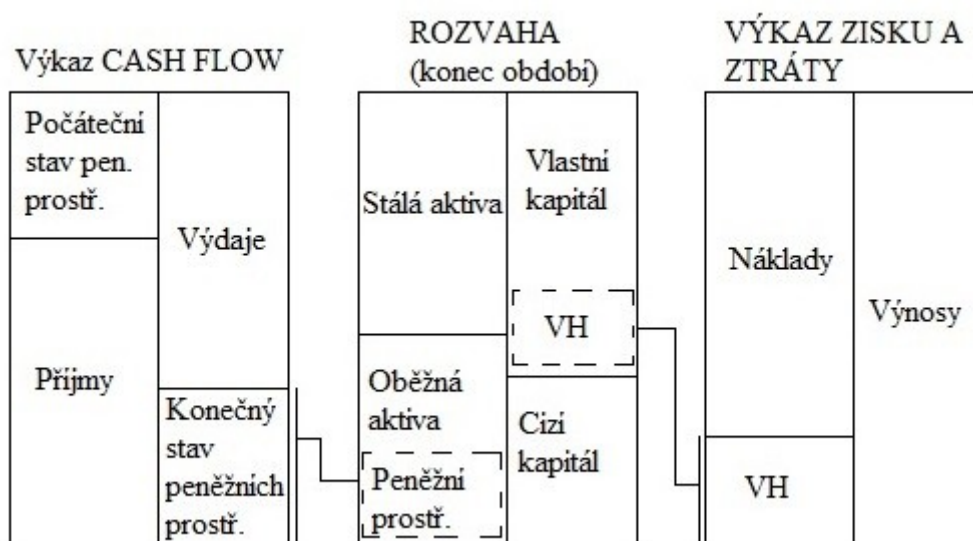 Výkaz CASH FLOW
Počáteční
stav pen.
prostř.
Příjmy
Výdaje
Konečný
stav
peněžních
prostř.
ROZVAHA
(konec období)
Stálá aktiva
Oběžná
aktiva
Peněžní
prostř.
Vlastní
kapitál
VH
Cizí
kapitál
VÝKAZ ZISKU A
ZTRÁTY
Náklady
VH
Výnosy